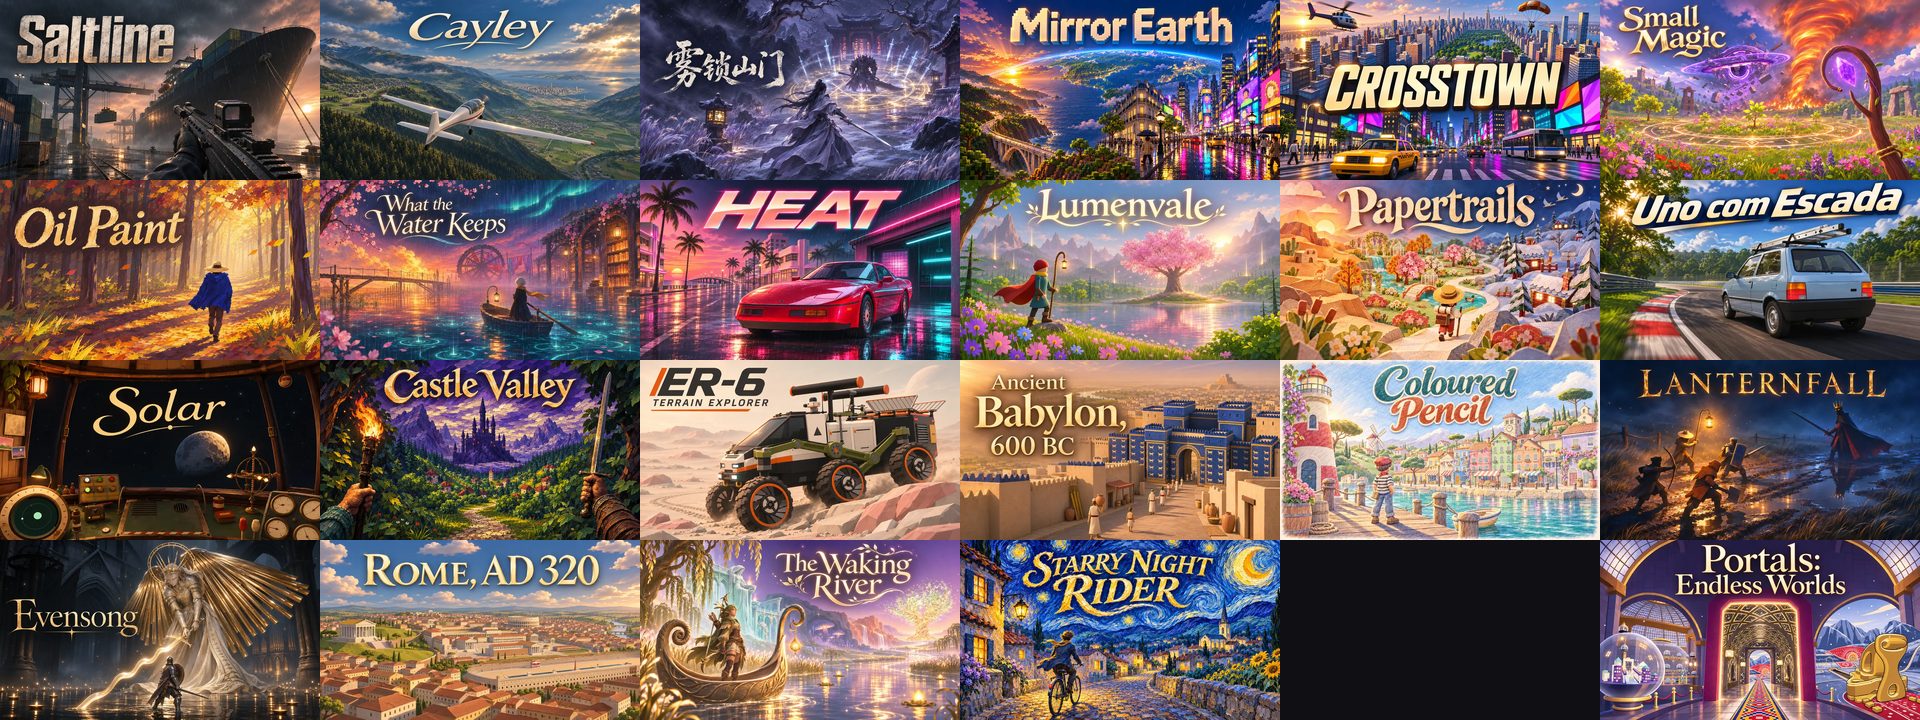 Saltline
Cayley
雾锁山门
Mirror Earth
CROSSTOWN
Small
Magic
Oil Paint
What the
Water Keeps
HEAT
Lumenvale
Papertrails
Uno com Escada
Solar
Castle Valley
ER-6
TERRAIN EXPLORER
Ancient
Babylon,
600 BC
Coloured
Pencil
LANTERNFALL
Evensong
ROME, AD 320
The Waking
River
STARRY NIGHT
RIDER
Portals:
Endless Worlds